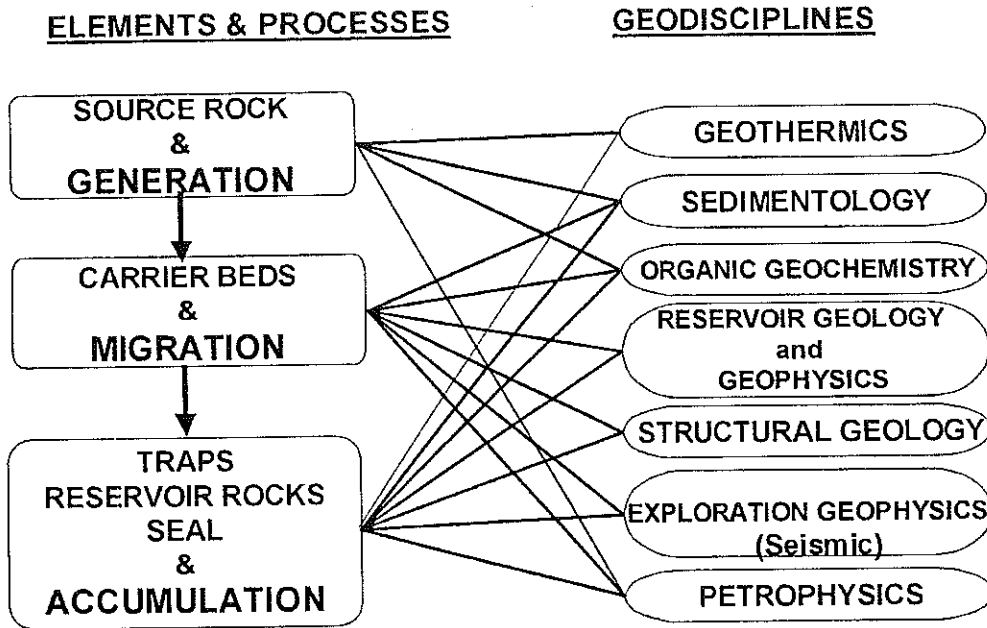 ELEMENTS & PROCESSES
SOURCE ROCK
&
GENERATION
CARRIER BEDS
&
MIGRATION
TRAPS
RESERVOIR ROCKS
SEAL
&
ACCUMULATION
GEODISCIPLINES
GEOTHERMICS
SEDIMENTOLOGY
ORGANIC GEOCHEMISTRY
RESERVOIR GEOLOGY
and
GEOPHYSICS
STRUCTURAL GEOLOGY
EXPLORATION GEOPHYSICS
(Seismic)
PETROPHYSICS